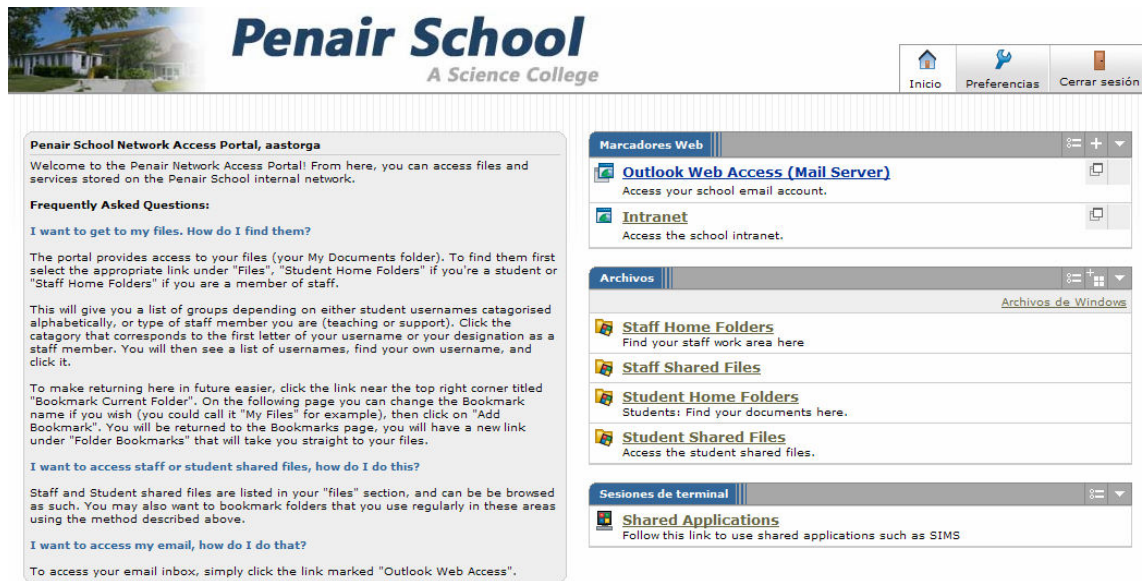 Penair School
A Science College
Inicio
Preferencias
Cerrar sesión
Penair School Network Access Portal, aastorga
Welcome to the Penair Network Access Portal! From here, you can access files and
services stored on the Penair School internal network.
Frequently Asked Questions:
I want to get to my files. How do I find them?
The portal provides access to your files (your My Documents folder). To find them first
select the appropriate link under "Files", "Student Home Folders" if you're a student or
"Staff Home Folders" if you are a member of staff.
This will give you a list of groups depending on either student usernames catagorised
alphabetically, or type of staff member you are (teaching or support). Click the
catagory that corresponds to the first letter of your username or your designation as a
staff member. You will then see a list of usernames, find your own username, and
click it.
To make returning here in future easier, click the link near the top right corner titled
"Bookmark Current Folder". On the following page you can change the Bookmark
name if you wish (you could call it "My Files" for example), then click on "Add
Bookmark". You will be returned to the Bookmarks page, you will have a new link
under "Folder Bookmarks" that will take you straight to your files.
I want to access staff or student shared files, how do I do this?
Staff and Student shared files are listed in your "files" section, and can be be browsed
as such. You may also want to bookmark folders that you use regularly in these areas
using the method described above.
I want to access my email, how do I do that?
To access your email inbox, simply click the link marked "Outlook Web Access".
Marcadores Web
Outlook Web Access (Mail Server)
Access your school email account.
Intranet
Access the school intranet.
Archivos
Archivos de Windows
Staff Home Folders
Find your staff work area here
Staff Shared Files
Student Home Folders
Students: Find your documents here.
Student Shared Files
Access the student shared files.
Sesiones de terminal
Shared Applications
Follow this link to use shared applications such as SIMS